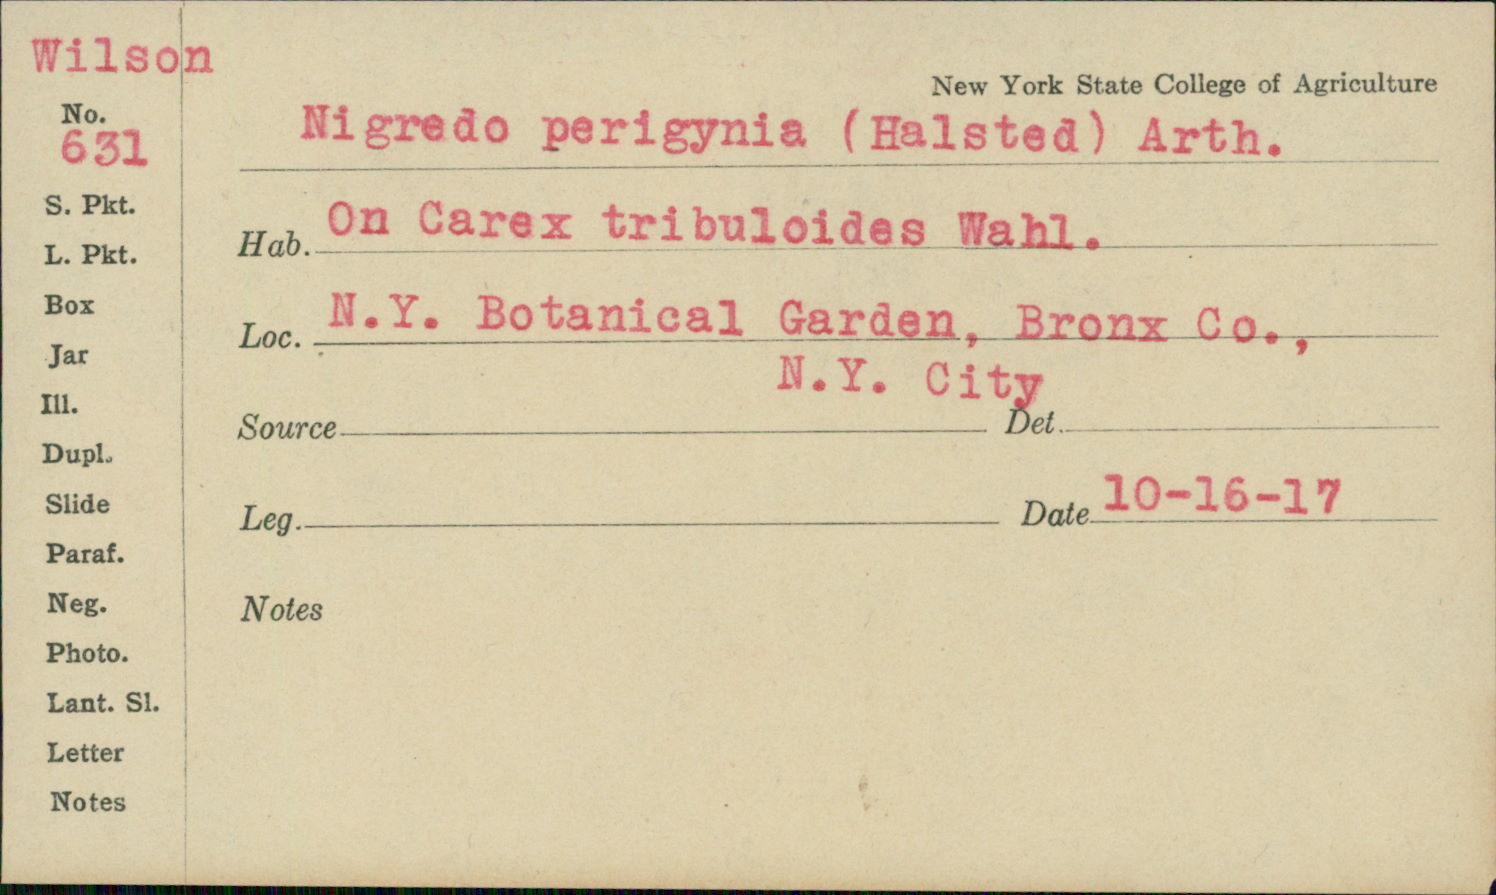 Wilson
New York State College of Agriculture
No.
631
Nigredo perigynia (Halsted) Arth.
S. Pkt.
Hab. On Carex tribuloides Wahl.
L. Pkt.
Box
Loc. N.Y. Botanical Garden, Bronx Co.,
Jar
N.Y. City
Ill.
Source Det.
Dupl.
Slide
Leg. Date 10-16-17
Paraf.
Neg.
Notes
Photo.
Lant. Sl.
Letter
Notes